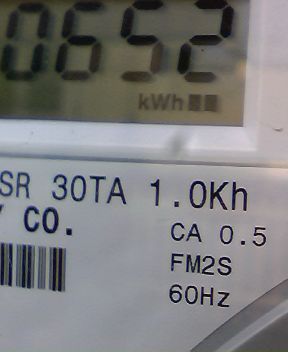 0652
kWh
SR 30TA 1.0Kh
Y CO.
CA 0.5
FM2S
60Hz